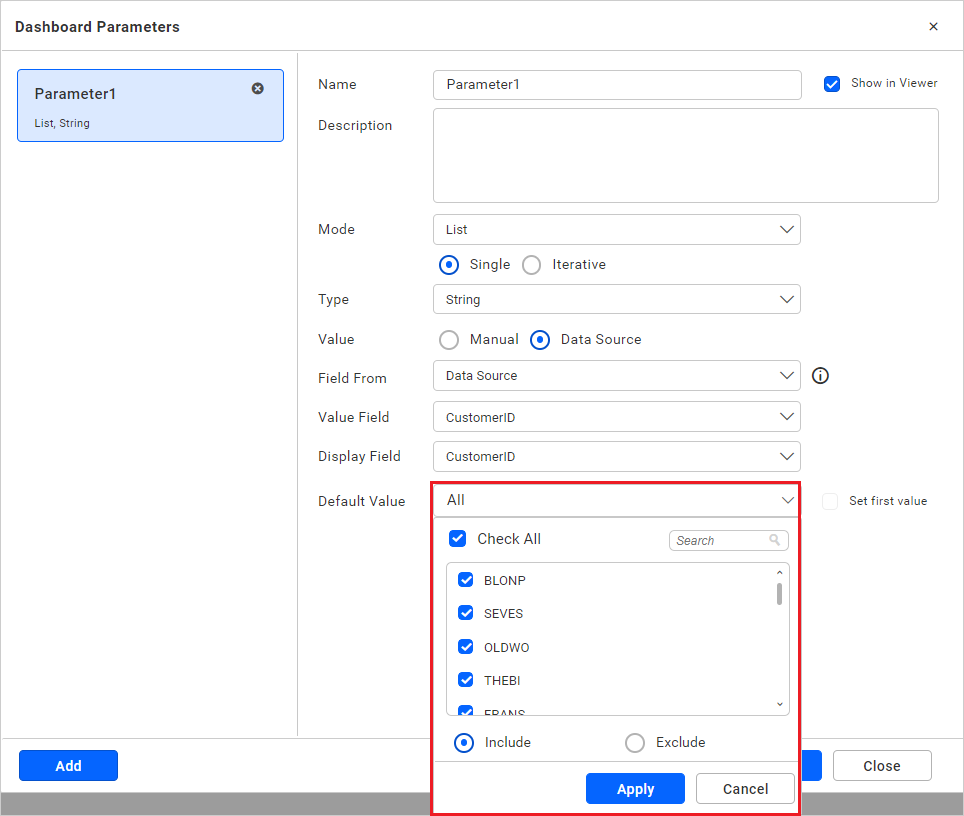 Dashboard Parameters
Parameter1
List, String
Name
Parameter1
Show in Viewer
Description
Mode
List
Single
Iterative
Type
String
Value
Manual
Data Source
Field From
Data Source
Value Field
CustomerID
Display Field
CustomerID
Default Value
All
Set first value
Check All
Search
BLONP
SEVES
OLDWO
THEBI
FRANS
Include
Exclude
Add
Close
Apply
Cancel